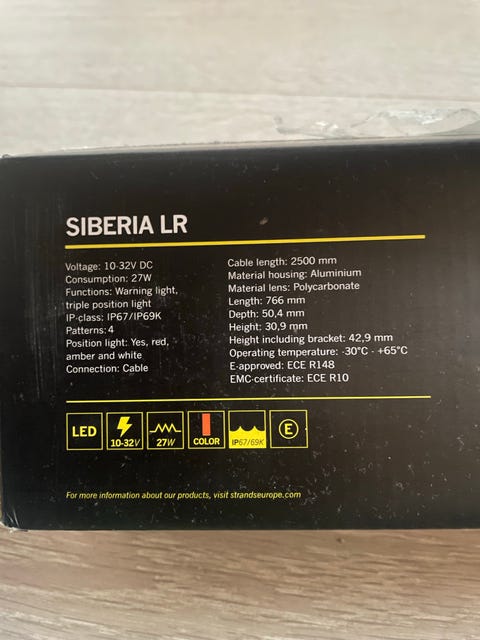 SIBERIA LR
Voltage: 10-32V DC
Consumption: 27W
Functions: Warning light,
triple position light
IP-class: IP67/IP69K
Patterns: 4
Position light: Yes, red,
amber and white
Connection: Cable
Cable length: 2500 mm
Material housing: Aluminium
Material lens: Polycarbonate
Length: 766 mm
Depth: 50,4 mm
Height: 30,9 mm
Height including bracket: 42,9 mm
Operating temperature: -30°C - +65°C
E-approved: ECE R148
EMC-certificate: ECE R10
LED
10-32V
27W
COLOR
IP67/69K
E
For more information about our products, visit strandseurope.com